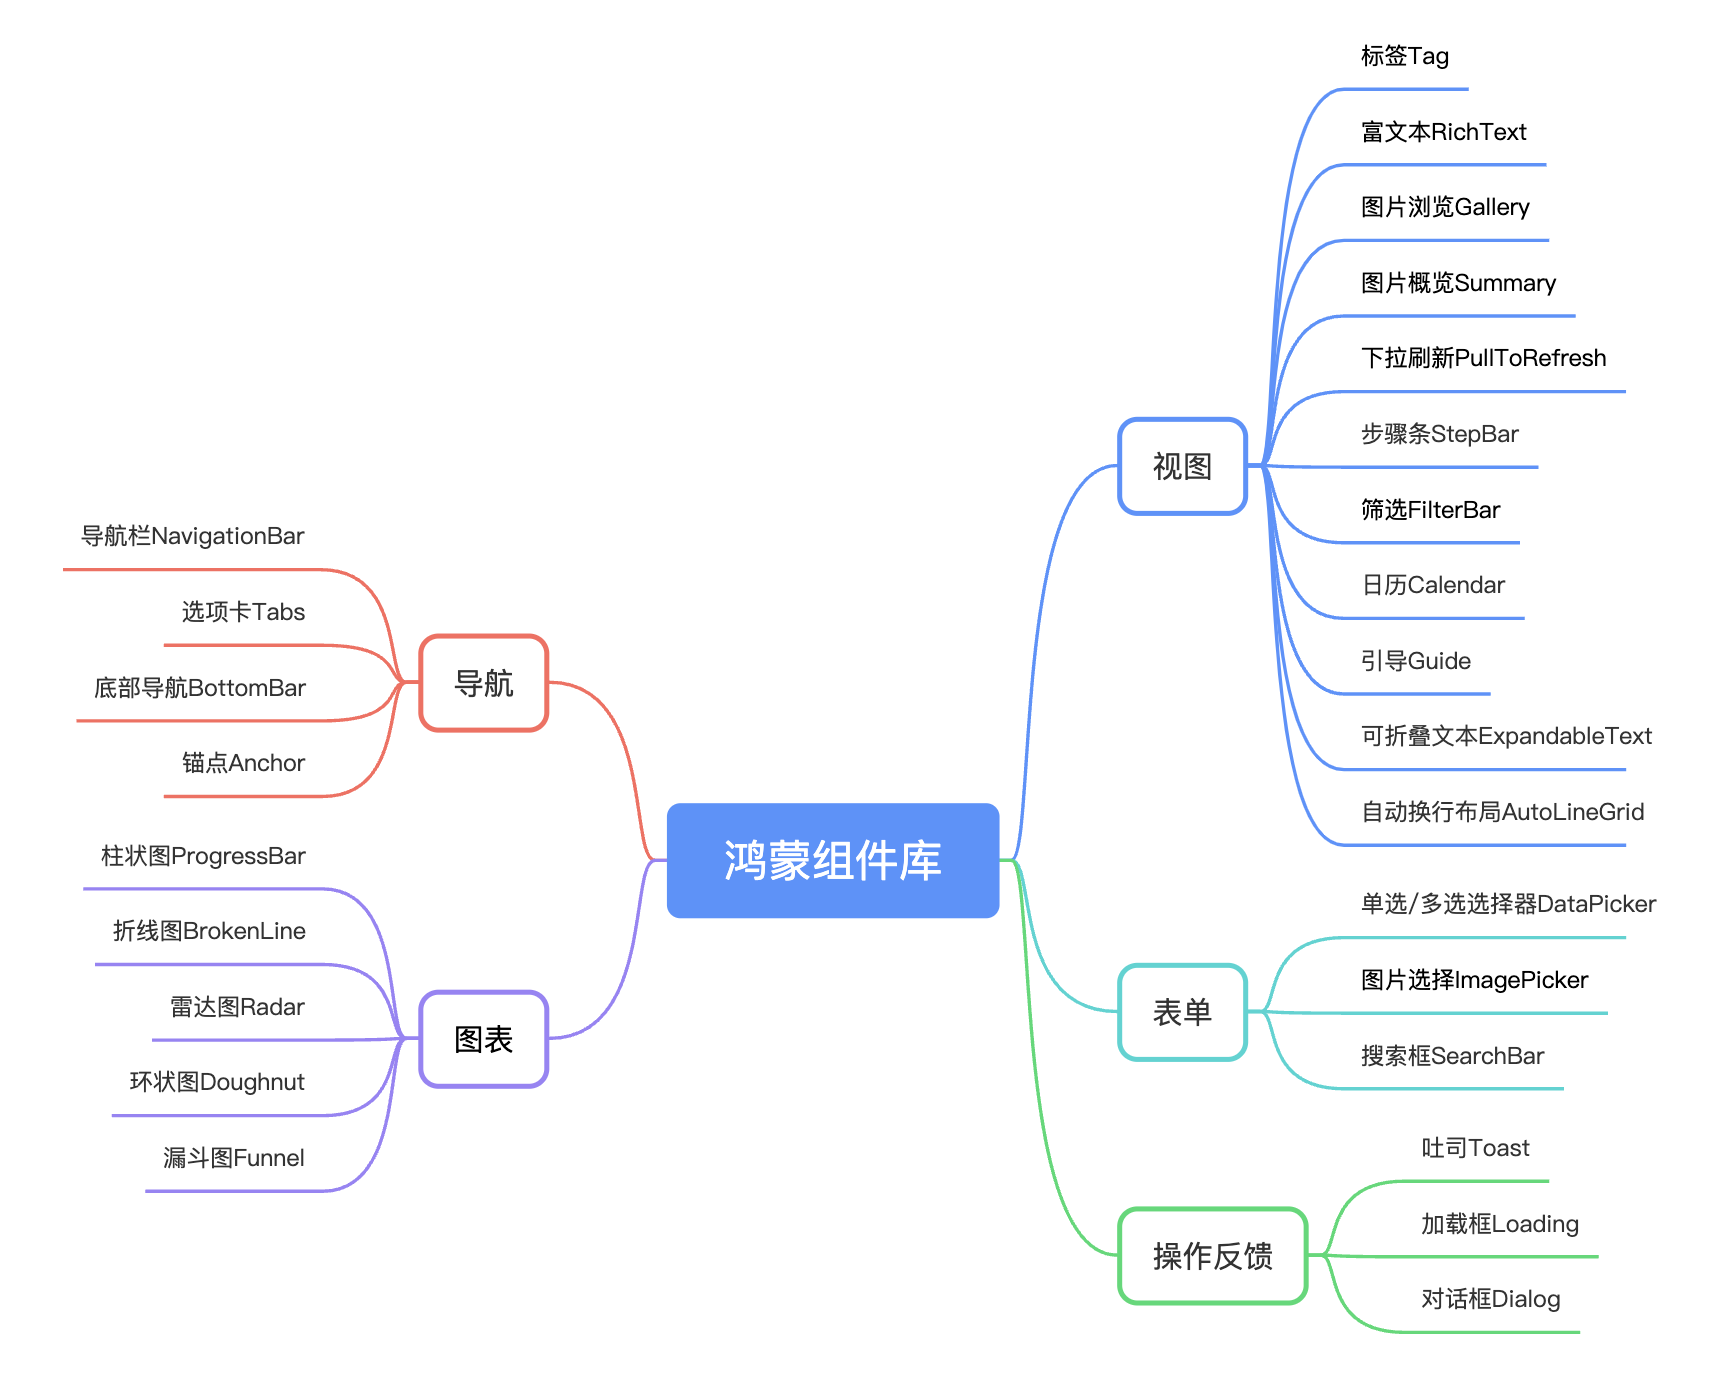 鸿蒙组件库
视图
标签Tag
富文本RichText
图片浏览Gallery
图片概览Summary
下拉刷新PullToRefresh
步骤条StepBar
筛选FilterBar
日历Calendar
引导Guide
可折叠文本ExpandableText
自动换行布局AutoLineGrid
表单
单选/多选选择器DataPicker
图片选择ImagePicker
搜索框SearchBar
操作反馈
吐司Toast
加载框Loading
对话框Dialog
导航
导航栏NavigationBar
选项卡Tabs
底部导航BottomBar
锚点Anchor
图表
柱状图ProgressBar
折线图BrokenLine
雷达图Radar
环状图Doughnut
漏斗图Funnel